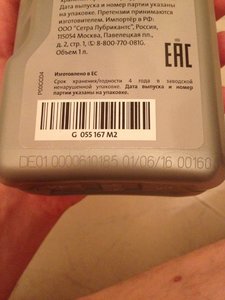 Дата выпуска и номер партии указаны
на упаковке. Претензии принимаются
изготовителем. Импортёр в РФ:
ООО "Сетра Лубрикантс", Россия,
115054 Москва, Павелецкая пл.,
д. 2, стр. 1, 8-800-770-0810.
Объем 1 л.
EAC
Изготовлено в ЕС
Срок хранения/годности 4 года в заводской
ненарушенной упаковке. Дата выпуска и номер
партии указаны на упаковке.
G 055 167 M2
DE01 0000610185 01/06/16 00160